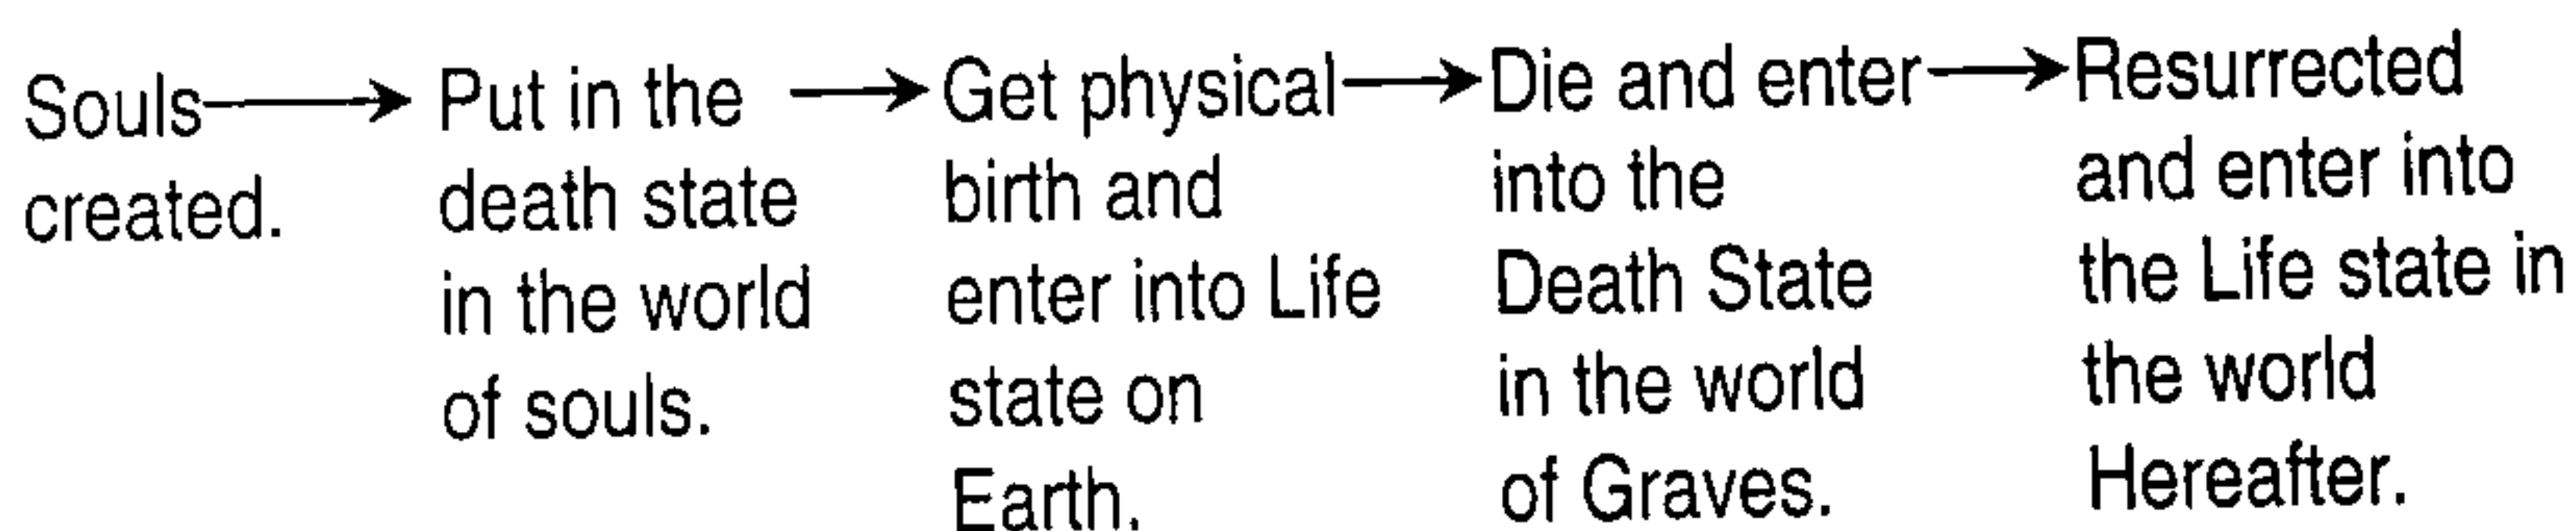 Souls
created.
Put in the
death state
in the world
of souls.
Get physical
birth and
enter into Life
state on
Earth.
Die and enter
into the
Death State
in the world
of Graves.
Resurrected
and enter into
the Life state in
the world
Hereafter.